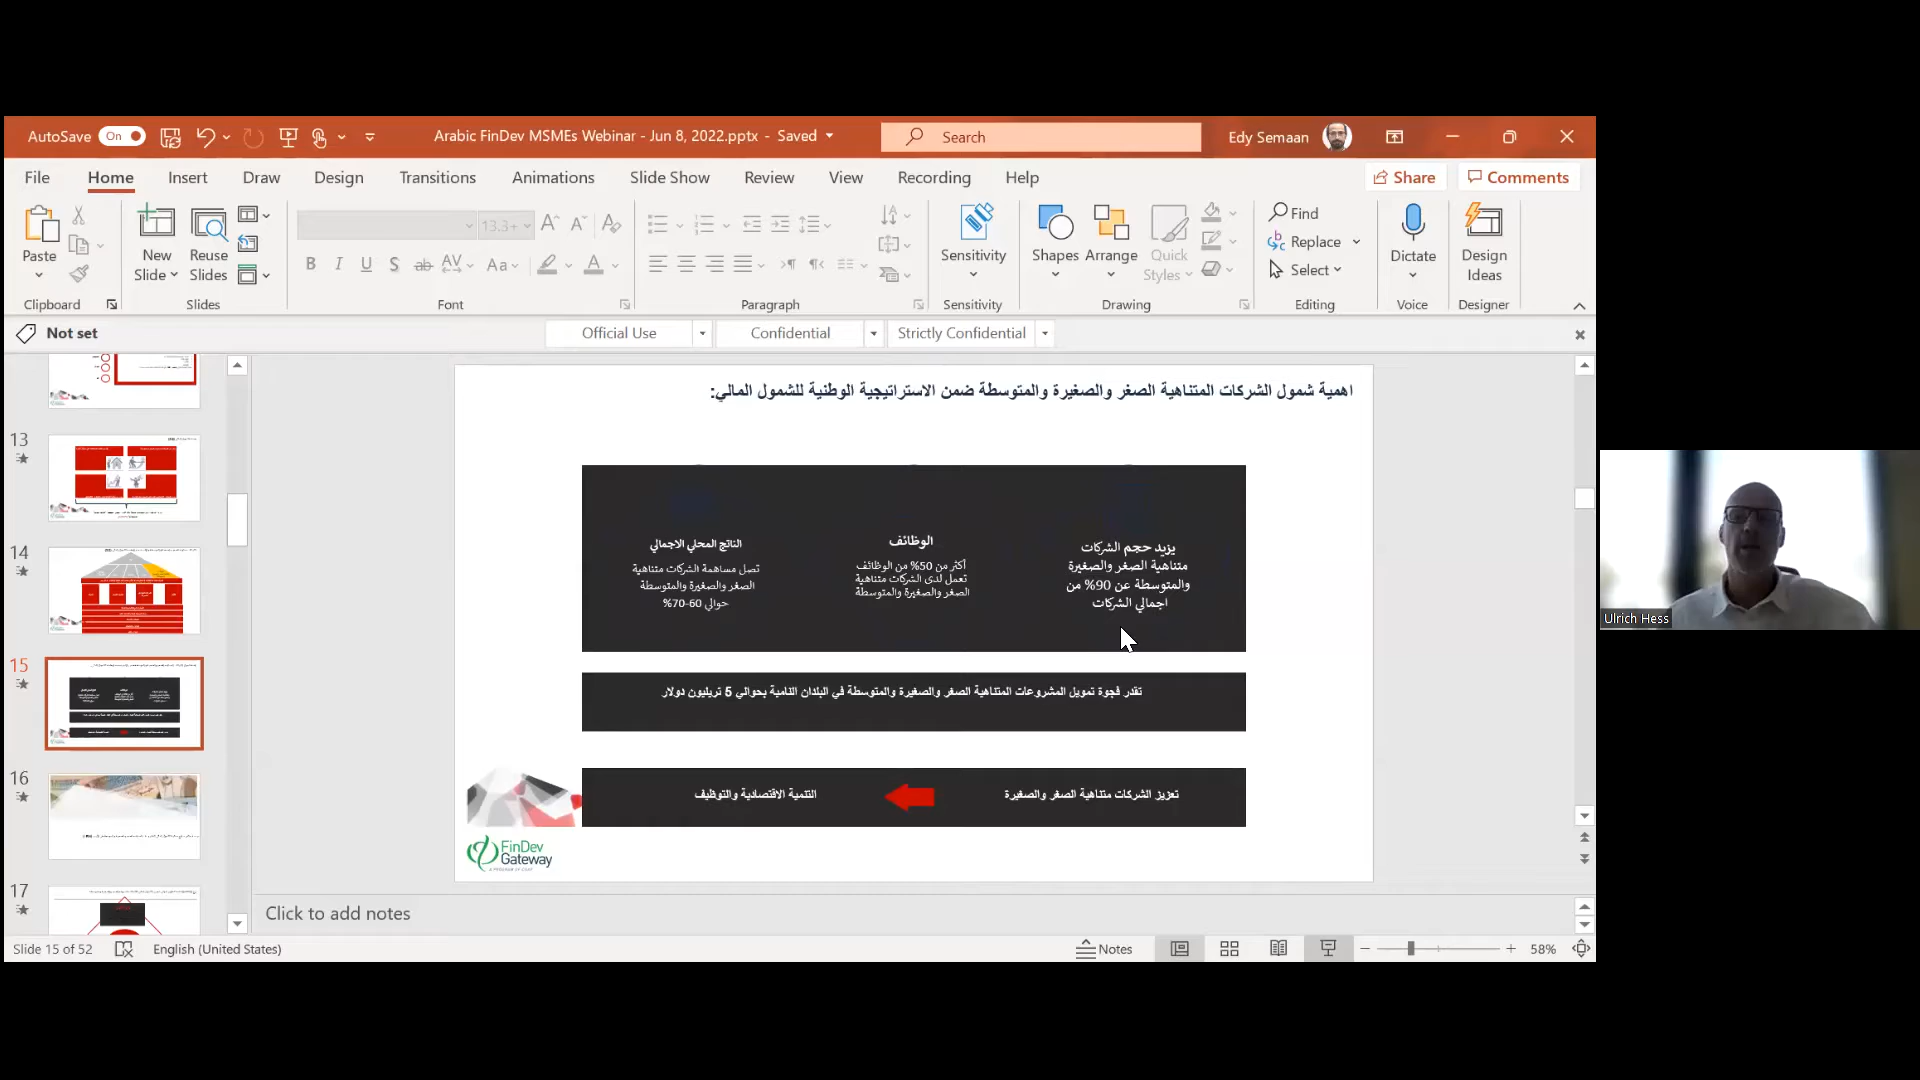 AutoSave On Arabic FinDev MSMEs Webinar - Jun 8, 2022.pptx - Saved Search Edy Semaan
File Home Insert Draw Design Transitions Animations Slide Show Review View Recording Help Share Comments
Paste New Slide Reuse Slides 13.3+ Sensitivity Shapes Arrange Quick Styles Find Replace Select Dictate Design Ideas
Clipboard Slides Font Paragraph Sensitivity Drawing Editing Voice Designer
Not set Official Use Confidential Strictly Confidential
13
14
15
16
17
اهمية شمول الشركات المتناهية الصغر والصغيرة والمتوسطة ضمن الاستراتيجية الوطنية للشمول المالي:
يزيد حجم الشركات
متناهية الصغر والصغيرة
والمتوسطة عن 90% من
اجمالي الشركات
الوظائف
أكثر من 50% من الوظائف
تعمل لدى الشركات متناهية
الصغر والصغيرة والمتوسطة
الناتج المحلي الاجمالي
تصل مساهمة الشركات متناهية
الصغر والصغيرة والمتوسطة
حوالي 60-70%
تقدر فجوة تمويل المشروعات المتناهية الصغر والصغيرة والمتوسطة في البلدان النامية بحوالي 5 تريليون دولار
تعزيز الشركات متناهية الصغر والصغيرة
التنمية الاقتصادية والتوظيف
FinDev
Gateway
Click to add notes
Slide 15 of 52 English (United States) Notes 58%
Ulrich Hess